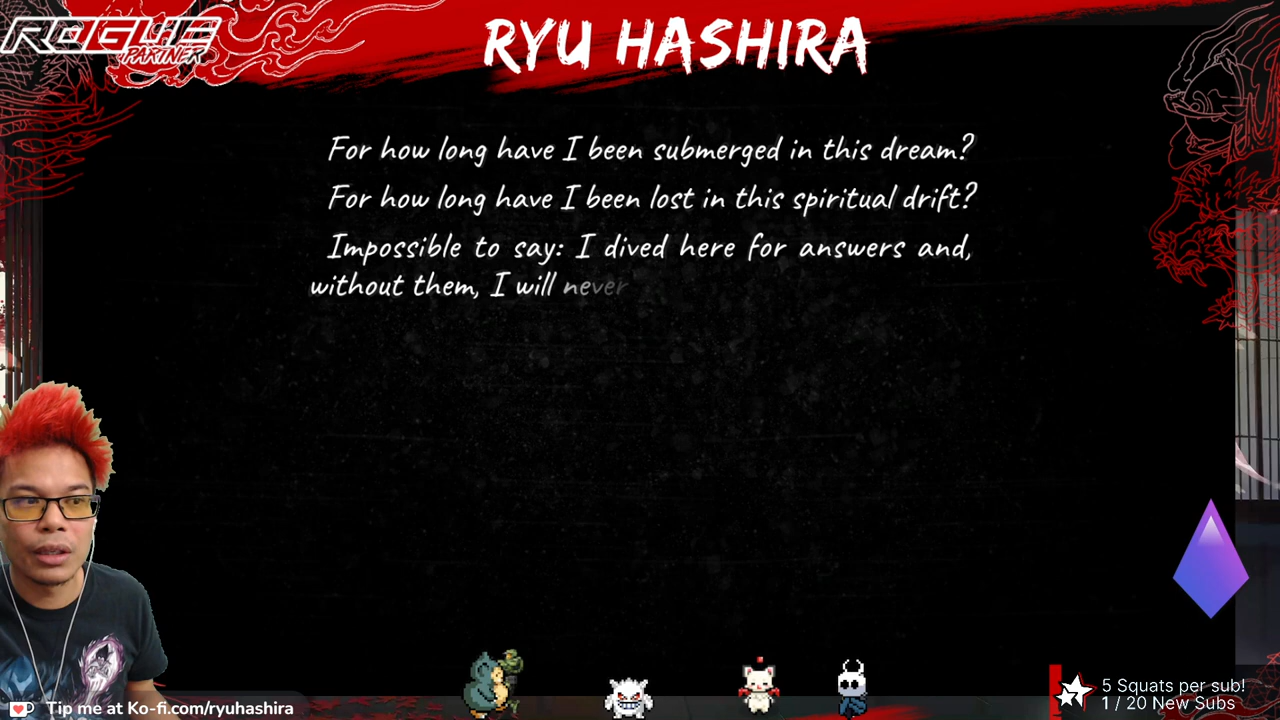 ROGUE
PARTNER
RYU HASHIRA
For how long have I been submerged in this dream?
For how long have I been lost in this spiritual drift?
Impossible to say: I dived here for answers and,
without them, I will never
Tip me at Ko-fi.com/ryuhashira
5 Squats per sub!
1 / 20 New Subs